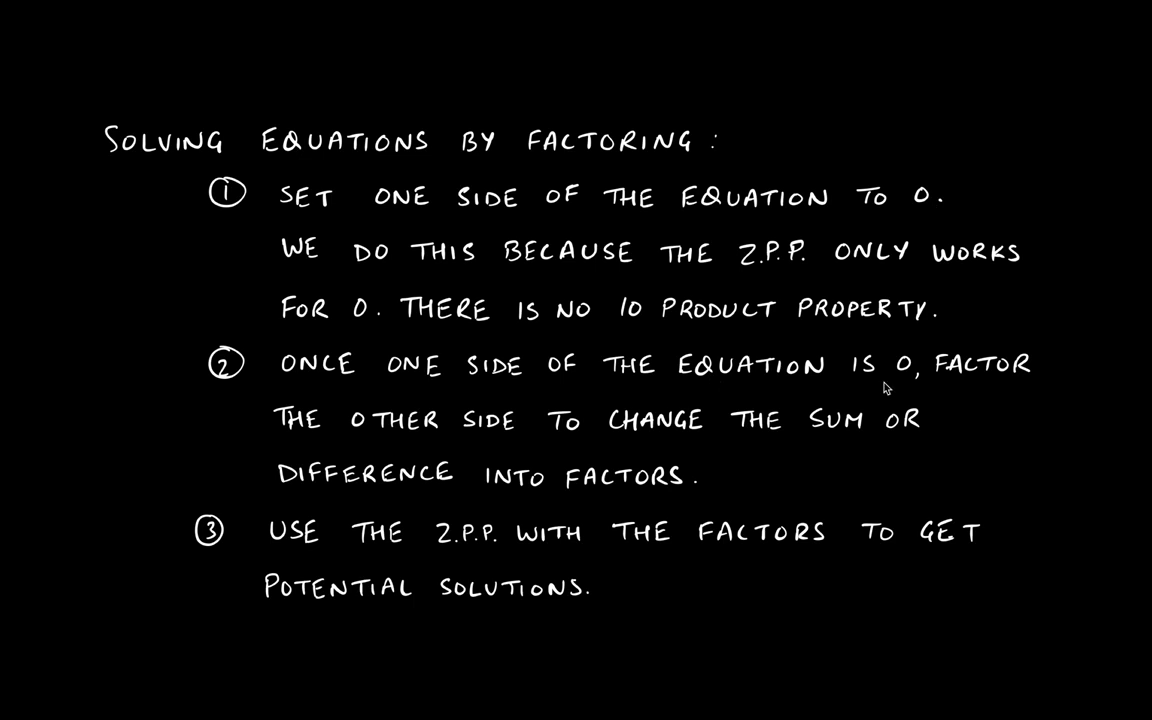 SOLVING EQUATIONS BY FACTORING :
① SET ONE SIDE OF THE EQUATION TO 0.
WE DO THIS BECAUSE THE Z.P.P. ONLY WORKS
FOR 0. THERE IS NO 10 PRODUCT PROPERTY.
② ONCE ONE SIDE OF THE EQUATION IS 0, FACTOR
THE OTHER SIDE TO CHANGE THE SUM OR
DIFFERENCE INTO FACTORS.
③ USE THE Z.P.P. WITH THE FACTORS TO GET
POTENTIAL SOLUTIONS.